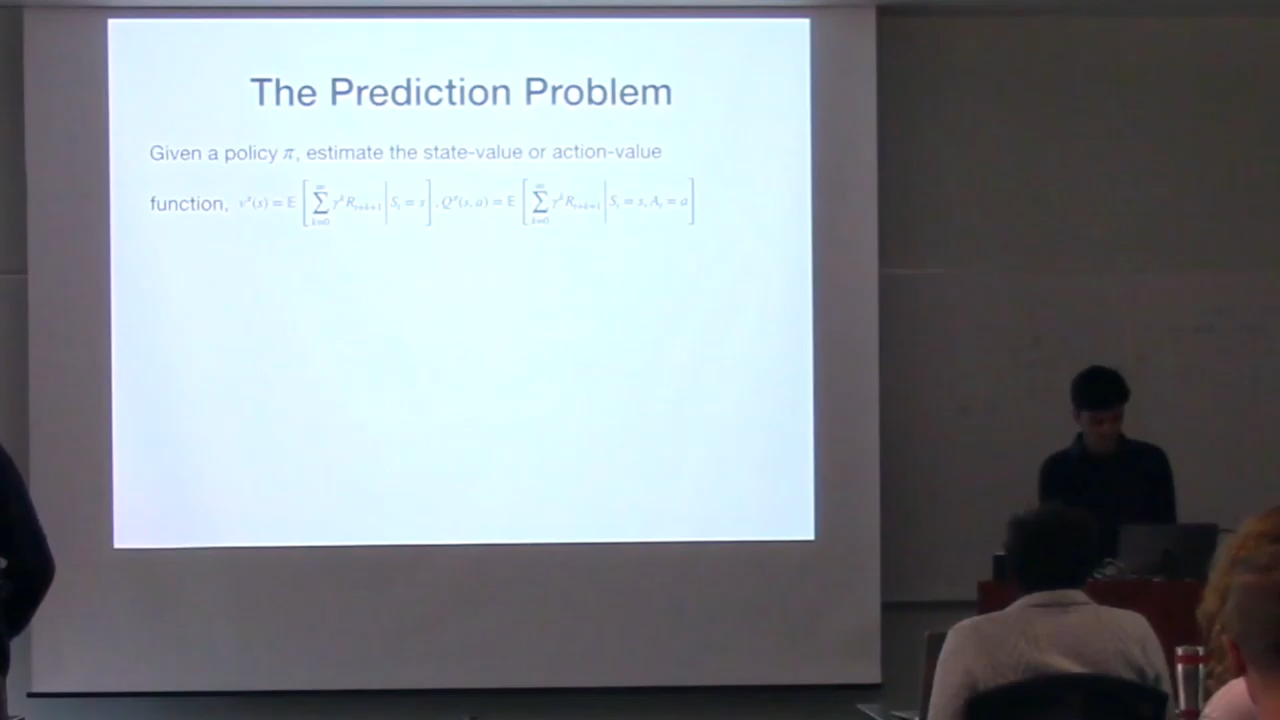 The Prediction Problem
Given a policy π, estimate the state-value or action-value
function, v^π(s) = 𝔼 [ ∑_{k=0}^{∞} γ^k R_{t+k+1} | S_t = s ], Q^π(s, a) = 𝔼 [ ∑_{k=0}^{∞} γ^k R_{t+k+1} | S_t = s, A_t = a ]